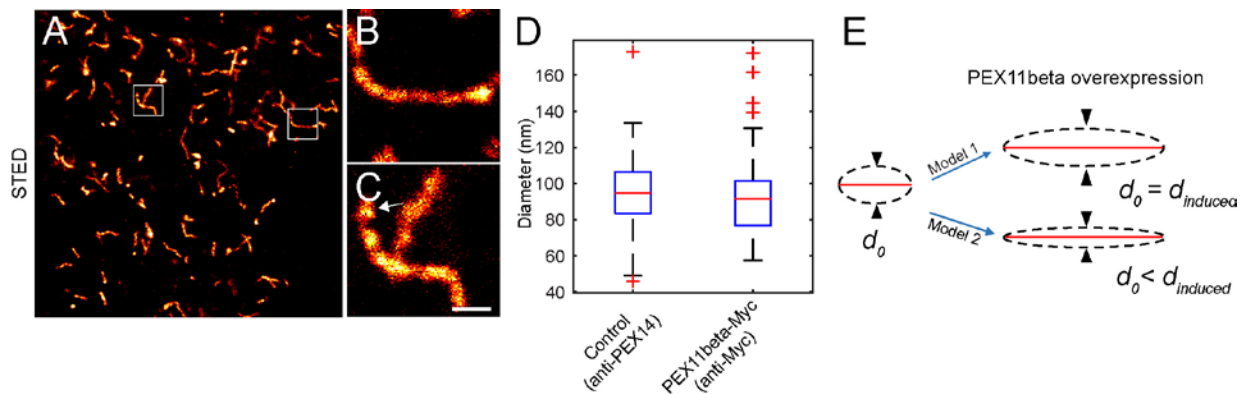 A
B
C
STED
D
Diameter (nm)
160
140
120
100
80
60
40
Control
(anti-PEX14)
PEX11beta-Myc
(anti-Myc)
E
PEX11beta overexpression
Model 1
Model 2
d0
d0 = dinduced
d0 < dinduced